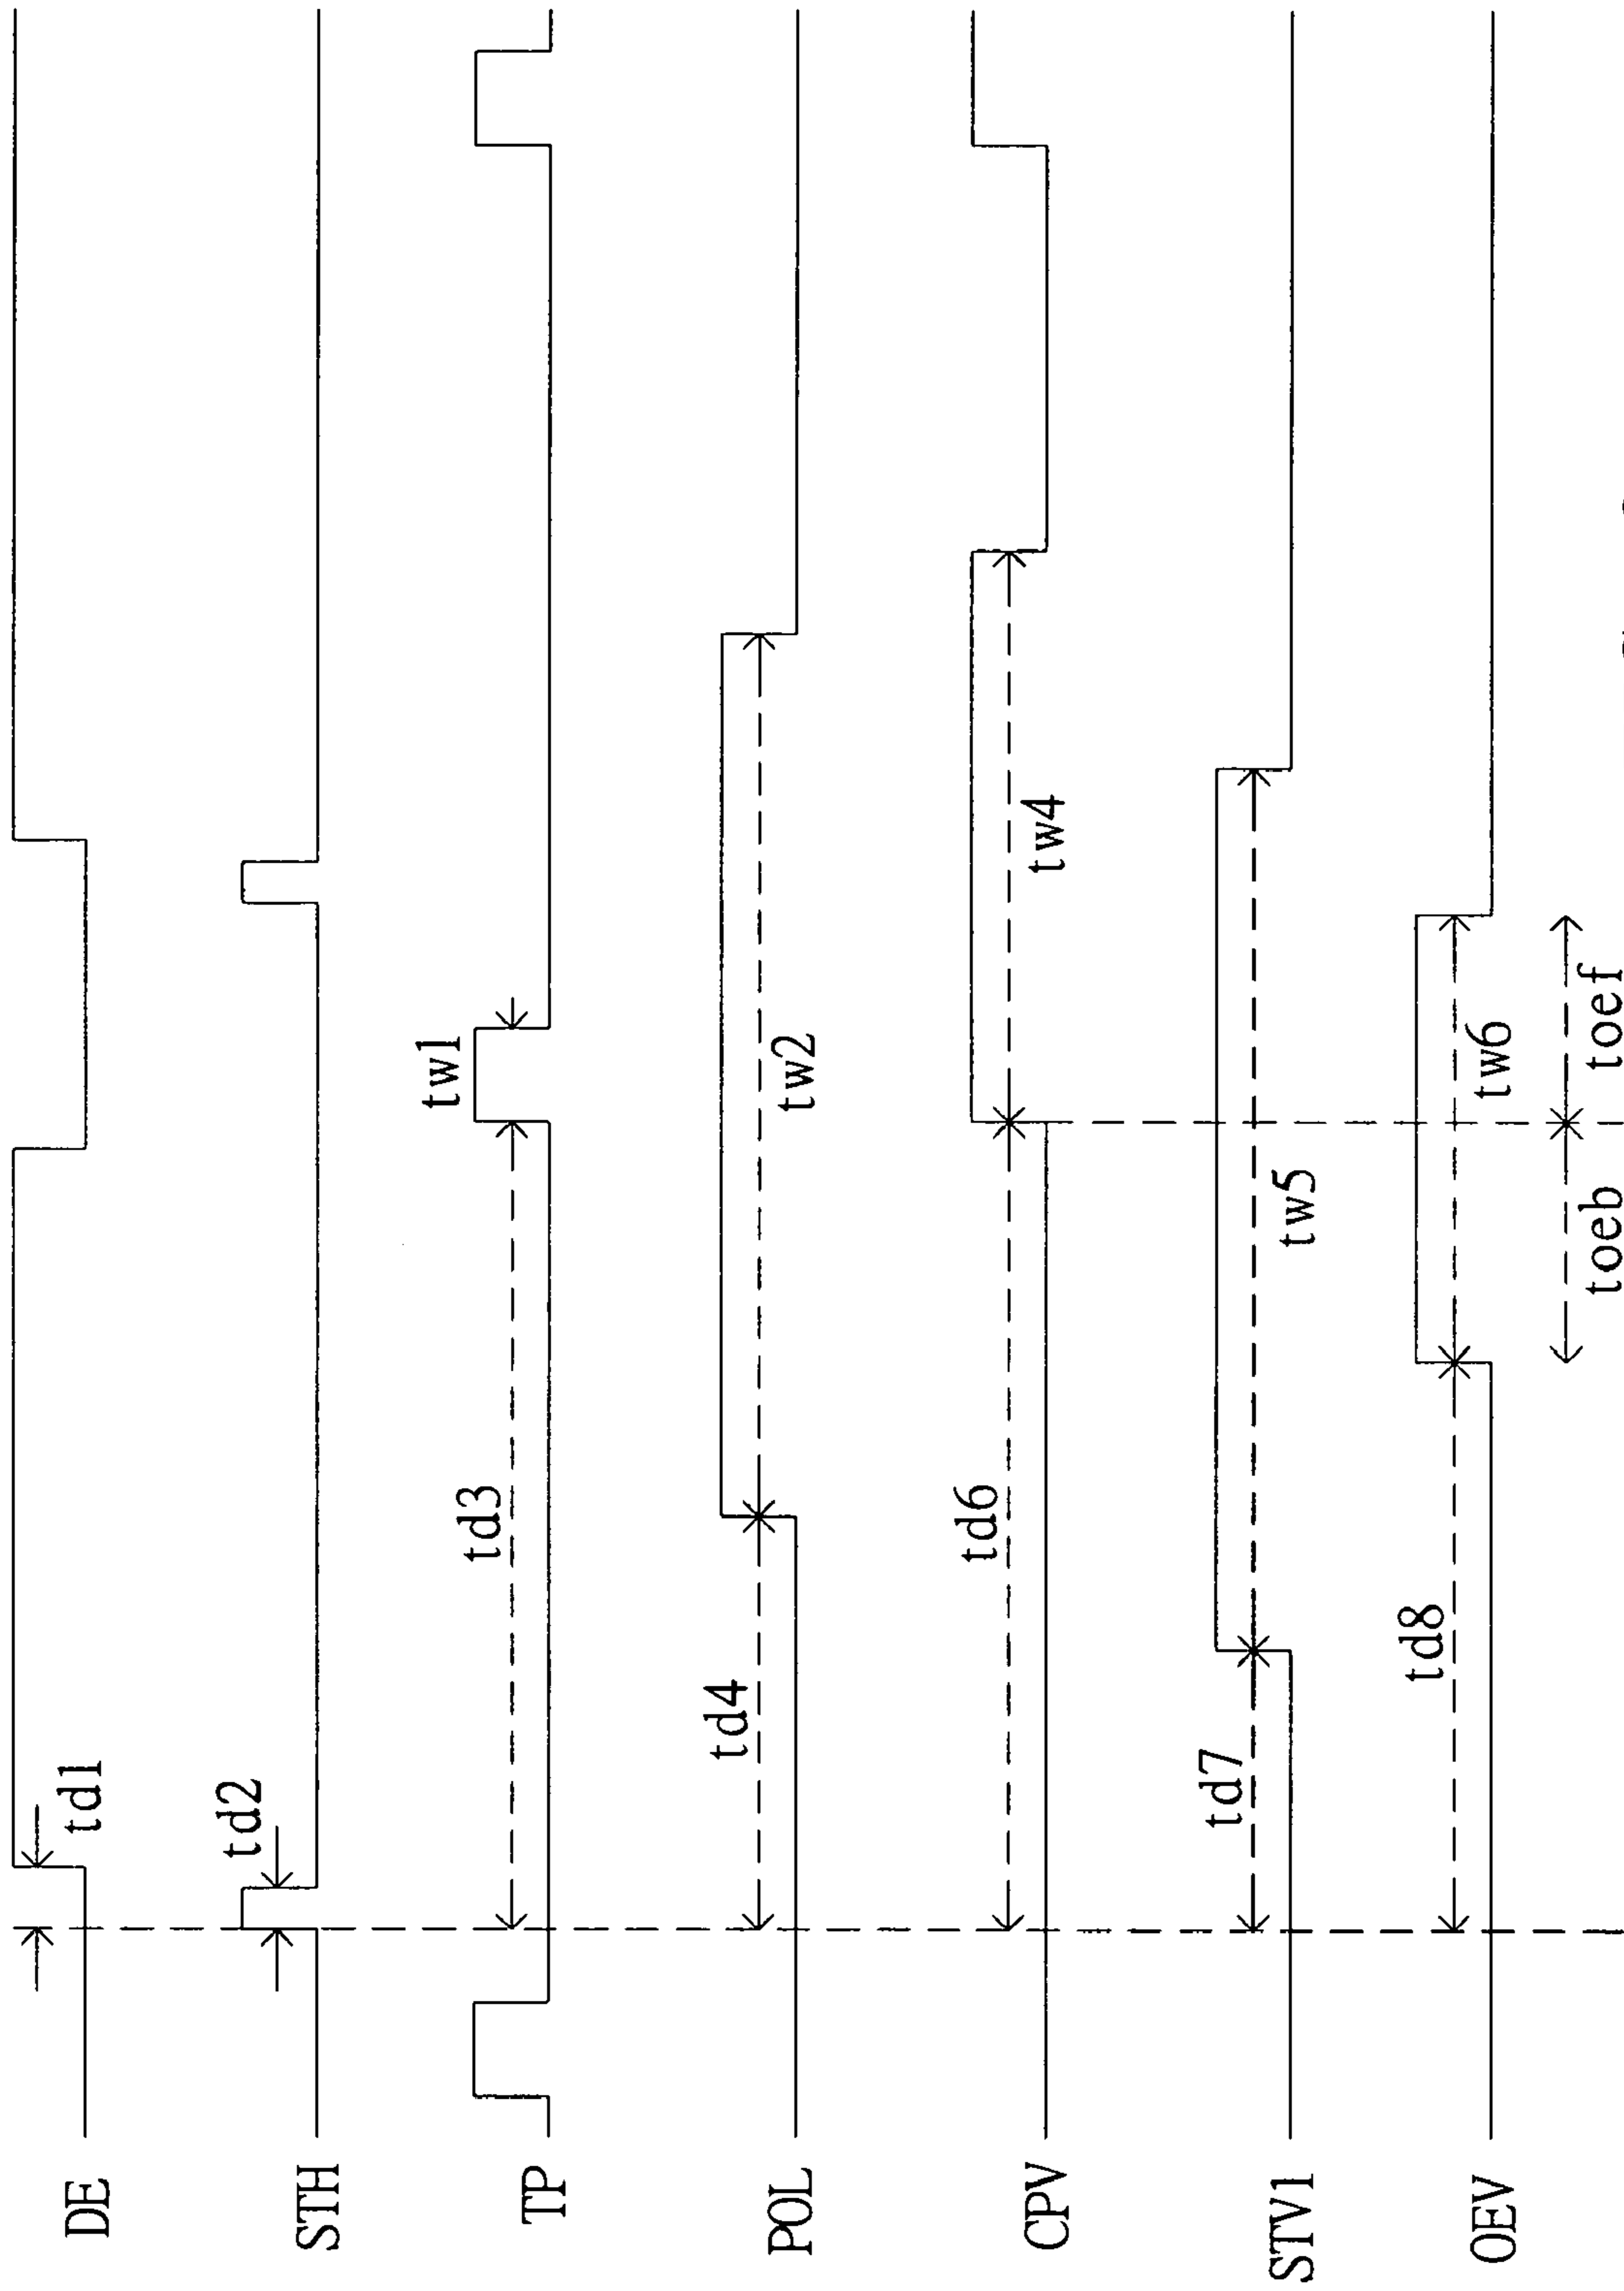 DE
td1
STH
td2
TP
td3
tw1
POL
td4
tw2
CPV
td6
tw4
STV1
td7
tw5
OEV
td8
tw6
toeb
toef